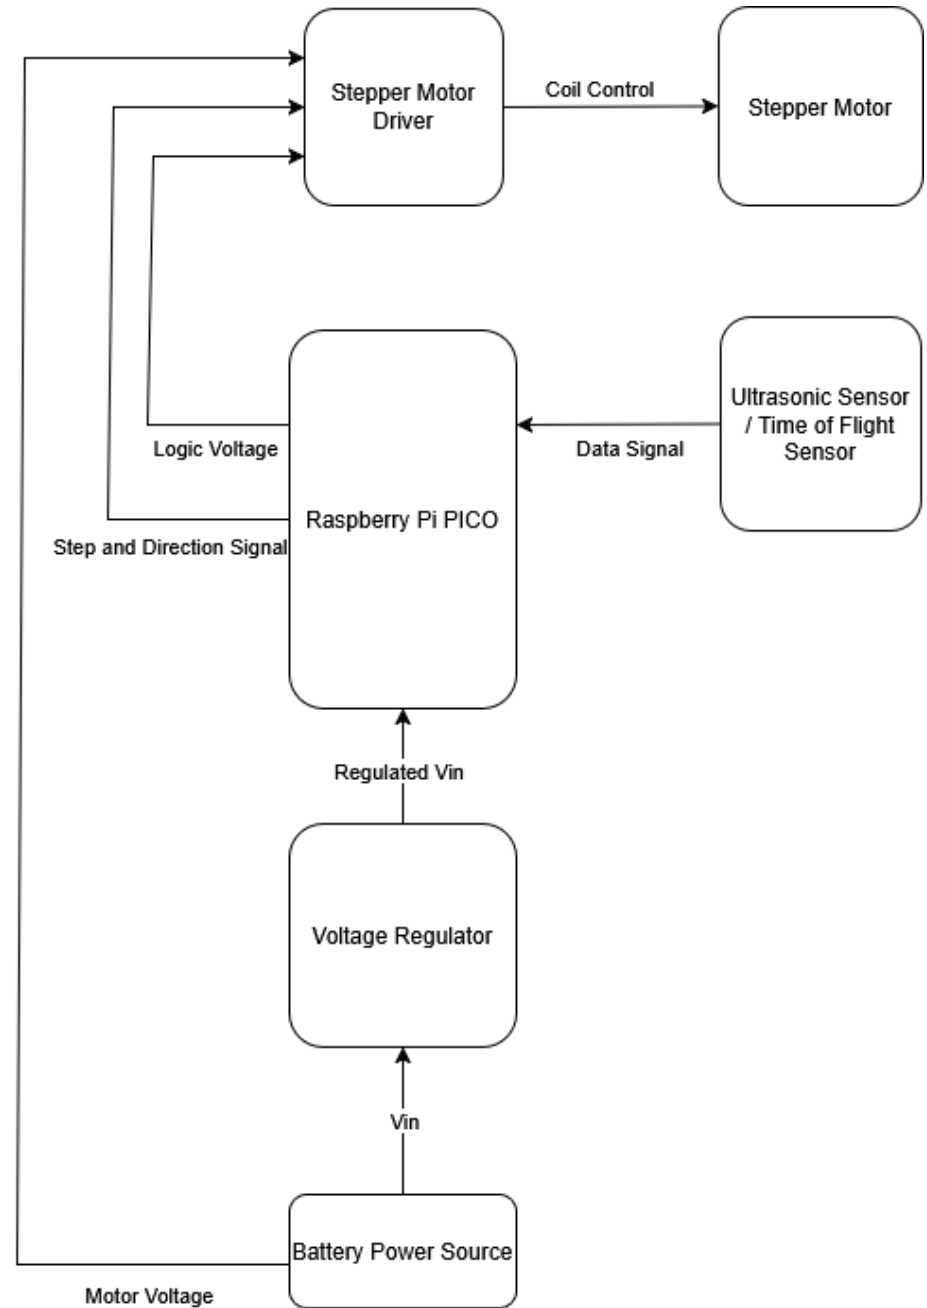 Stepper Motor
Driver
Coil Control
Stepper Motor
Ultrasonic Sensor
/ Time of Flight
Sensor
Logic Voltage
Data Signal
Raspberry Pi PICO
Step and Direction Signal
Regulated Vin
Voltage Regulator
Vin
Battery Power Source
Motor Voltage